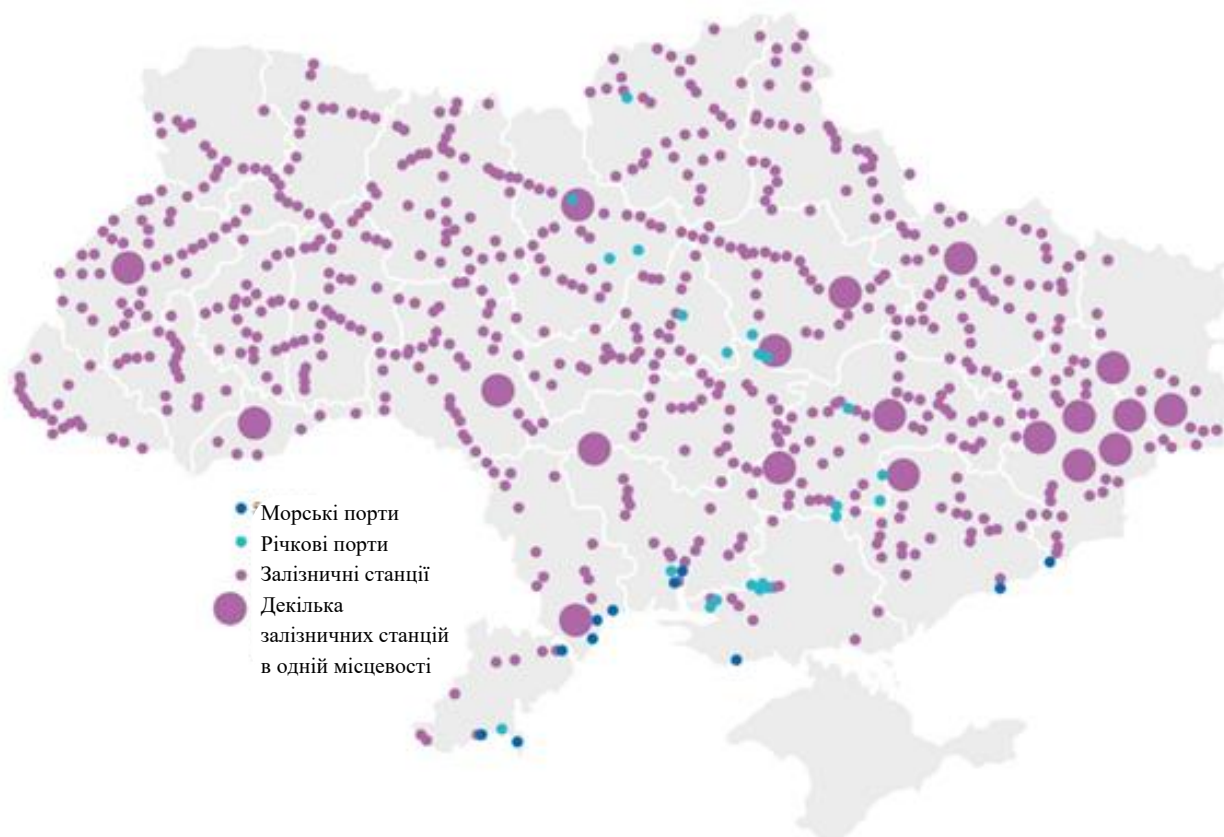 Морські порти
Річкові порти
Залізничні станції
Декілька
залізничних станцій
в одній місцевості